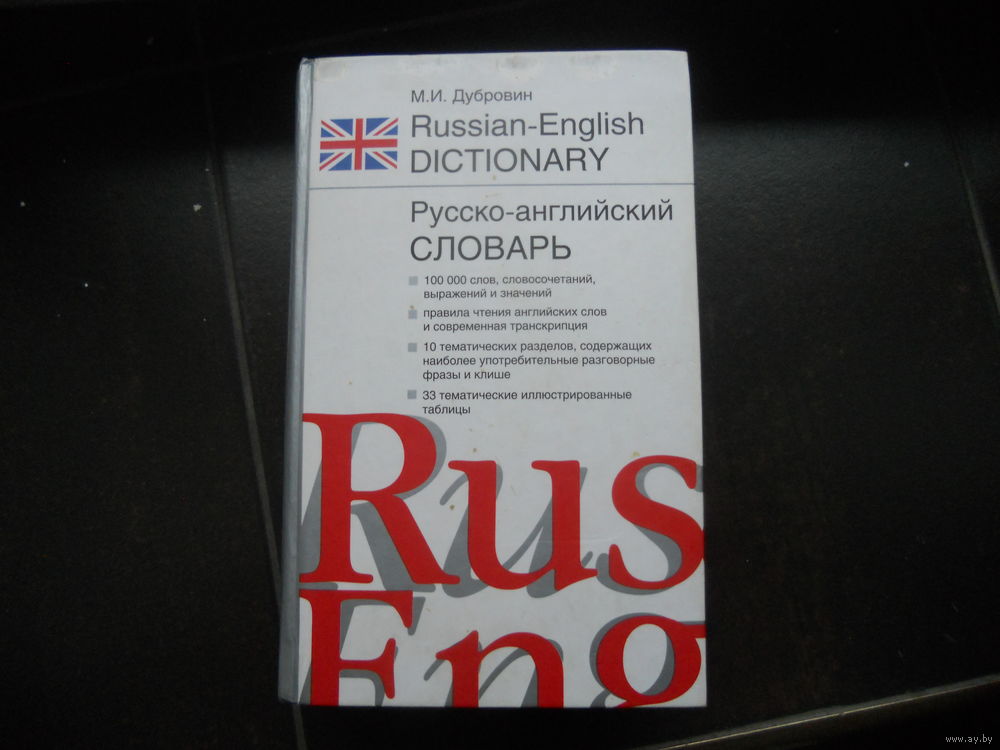 М.И. Дубровин
Russian-English
DICTIONARY
Русско-английский
СЛОВАРЬ
100 000 слов, словосочетаний,
выражений и значений
правила чтения английских слов
и современная транскрипция
10 тематических разделов, содержащих
наиболее употребительные разговорные
фразы и клише
33 тематические иллюстрированные
таблицы
Rus
Eng
www.ay.by